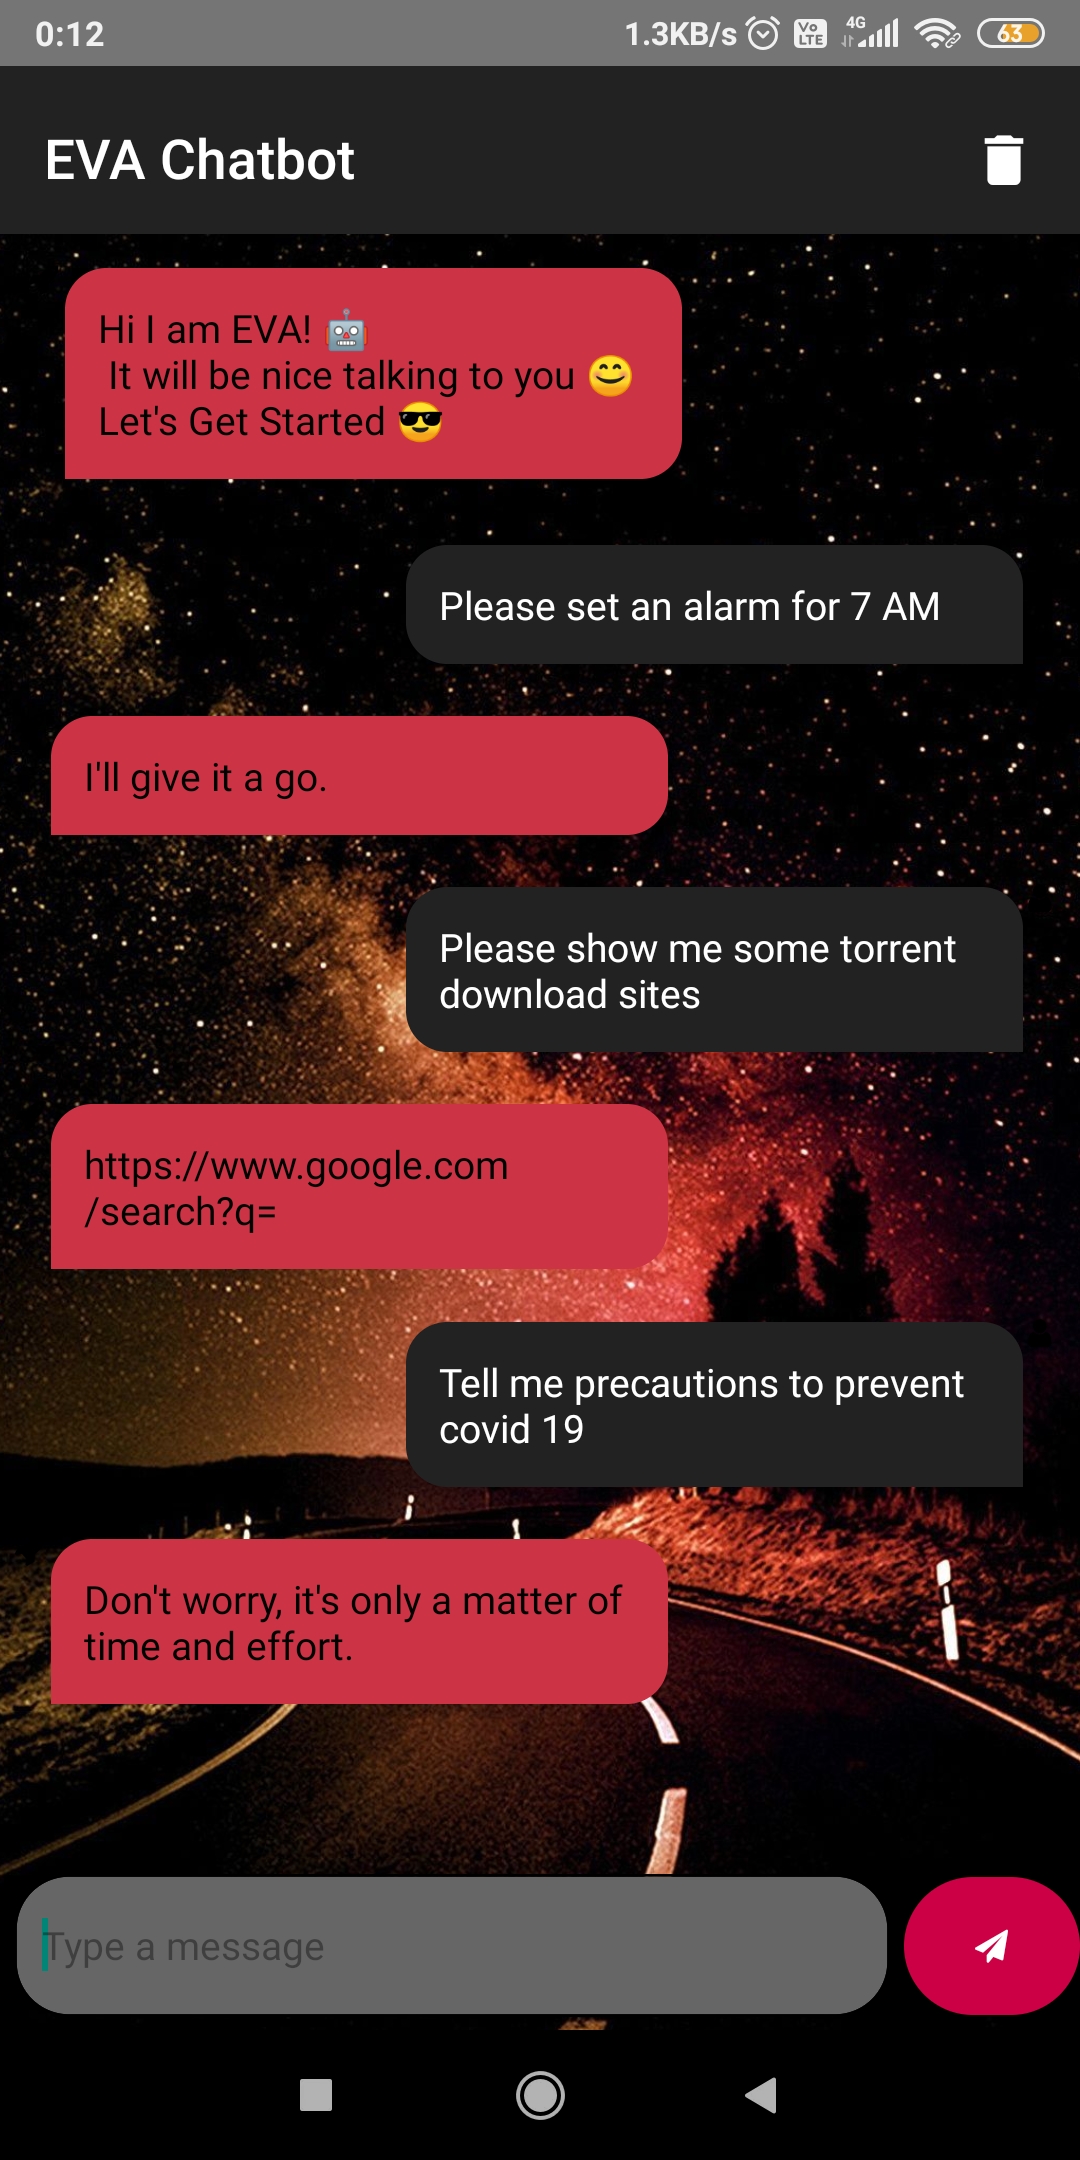 0:12 1.3KB/s Vo LTE 4G 63
EVA Chatbot
Hi I am EVA! 🤖
It will be nice talking to you 😊
Let's Get Started 😎
Please set an alarm for 7 AM
I'll give it a go.
Please show me some torrent
download sites
https://www.google.com
/search?q=
Tell me precautions to prevent
covid 19
Don't worry, it's only a matter of
time and effort.
Type a message